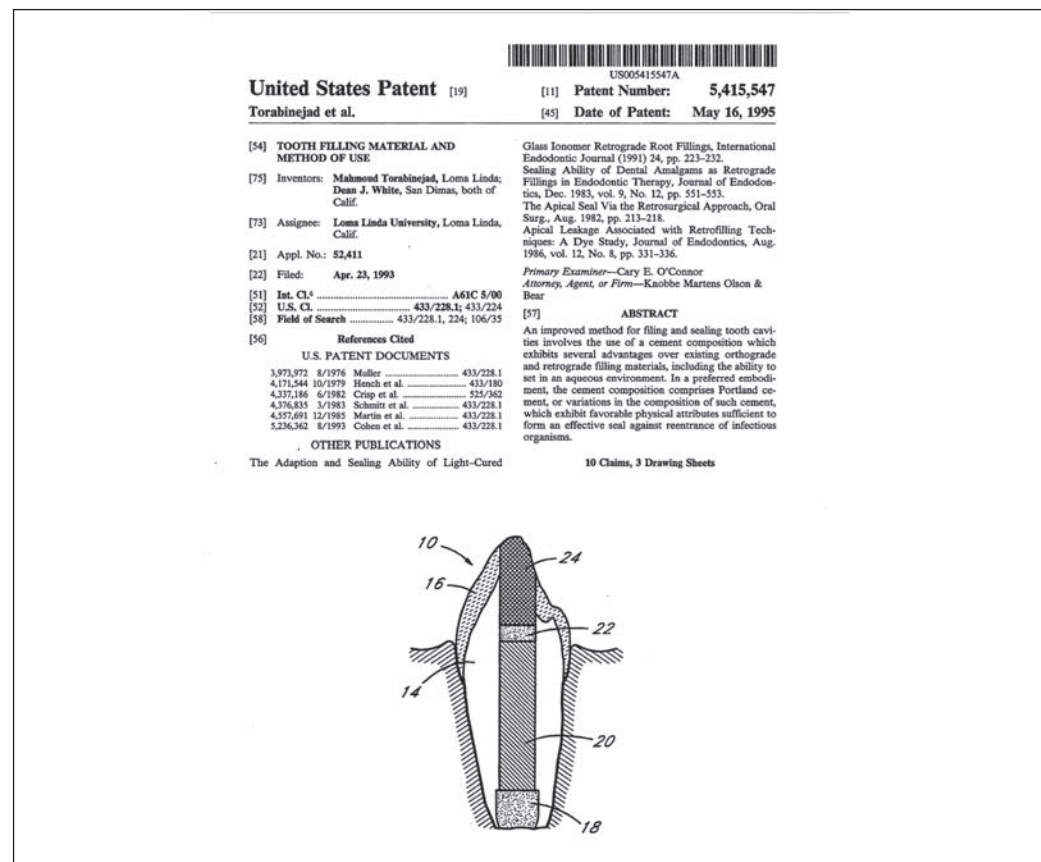 US005415547A
United States Patent [19]
Torabinejad et al.
[11] Patent Number: 5,415,547
[45] Date of Patent: May 16, 1995
[54] TOOTH FILLING MATERIAL AND
METHOD OF USE
[75] Inventors: Mahmoud Torabinejad, Loma Linda;
Dean J. White, San Dimas, both of
Calif.
[73] Assignee: Loma Linda University, Loma Linda,
Calif.
[21] Appl. No.: 52,411
[22] Filed: Apr. 23, 1993
[51] Int. Cl.6 ................................................ A61C 5/00
[52] U.S. Cl. .................................. 433/228.1; 433/224
[58] Field of Search ................ 433/228.1, 224; 106/35
[56] References Cited
U.S. PATENT DOCUMENTS
3,973,972 8/1976 Muller ............................ 433/228.1
4,171,544 10/1979 Hench et al. ..................... 433/180
4,337,186 6/1982 Crisp et al. ........................ 525/362
4,376,835 3/1983 Schmitt et al. .................. 433/228.1
4,557,691 12/1985 Martin et al. ................... 433/228.1
5,236,362 8/1993 Cohen et al. .................... 433/228.1
OTHER PUBLICATIONS
The Adaption and Sealing Ability of Light-Cured
Glass Ionomer Retrograde Root Fillings, International
Endodontic Journal (1991) 24, pp. 223-232.
Sealing Ability of Dental Amalgams as Retrograde
Fillings in Endodontic Therapy, Journal of Endodon-
tics, Dec. 1983, vol. 9, No. 12, pp. 551-553.
The Apical Seal Via the Retrosurgical Approach, Oral
Surg., Aug. 1982, pp. 213-218.
Apical Leakage Associated with Retrofilling Tech-
niques: A Dye Study, Journal of Endodontics, Aug.
1986, vol. 12, No. 8, pp. 331-336.
Primary Examiner—Cary E. O'Connor
Attorney, Agent, or Firm—Knobbe Martens Olson &
Bear
[57] ABSTRACT
An improved method for filing and sealing tooth cavi-
ties involves the use of a cement composition which
exhibits several advantages over existing orthograde
and retrograde filling materials, including the ability to
set in an aqueous environment. In a preferred embodi-
ment, the cement composition comprises Portland ce-
ment, or variations in the composition of such cement,
which exhibit favorable physical attributes sufficient to
form an effective seal against reentrance of infectious
organisms.
10 Claims, 3 Drawing Sheets
10
24
16
22
14
20
18